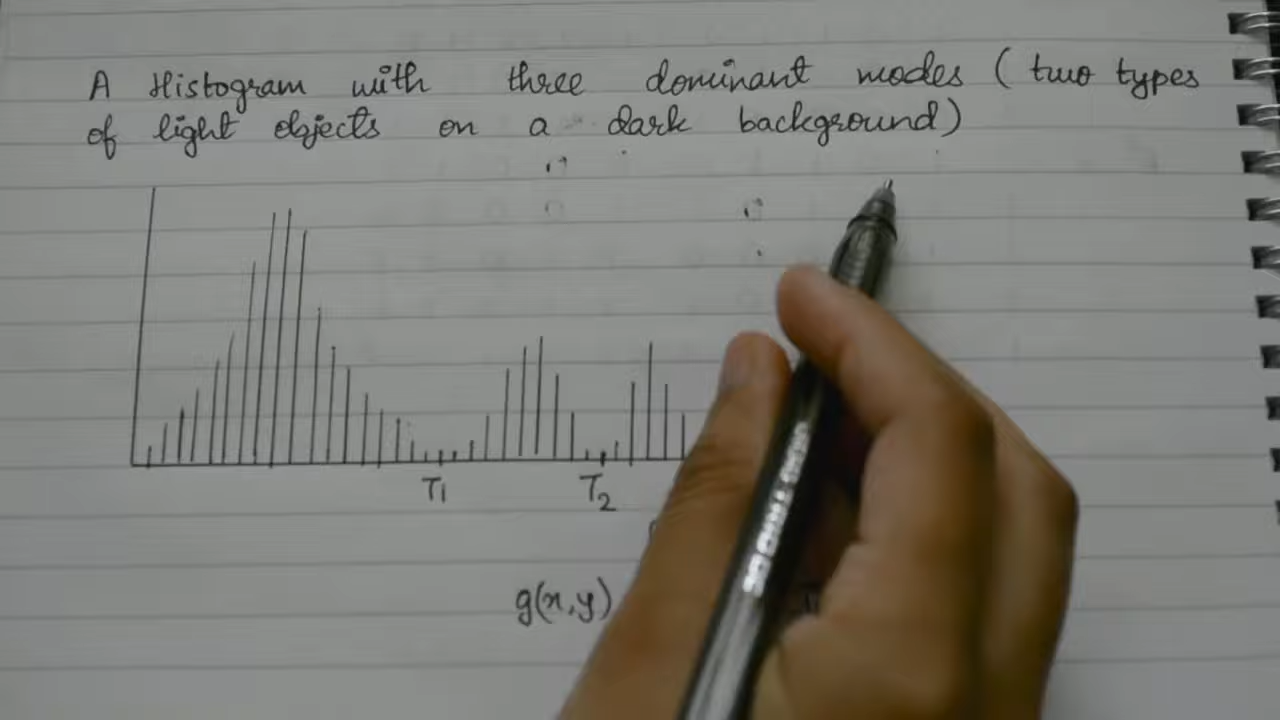 A Histogram with three dominant modes ( two types
of light objects on a dark background)
T1 T2
g(x,y)